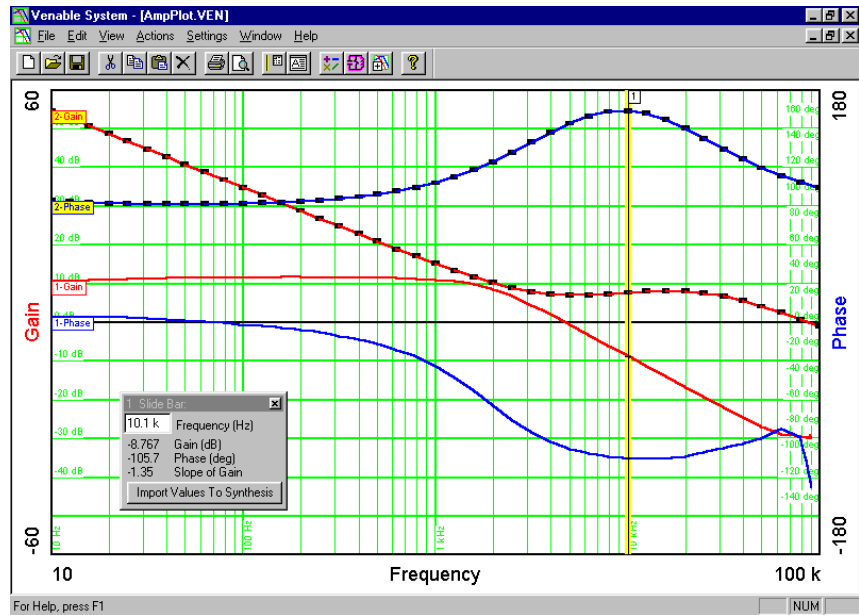 Venable System - [AmpPlot.VEN]
File Edit View Actions Settings Window Help
60
180
1
2-Gain
160 deg
140 deg
40 dB
120 deg
100 deg
30 dB
2-Phase
80 deg
20 dB
60 deg
40 deg
10 dB
1-Gain
20 deg
0 dB
0 deg
1-Phase
-20 deg
-10 dB
-40 deg
-20 dB
-60 deg
-80 deg
-30 dB
-100 deg
-40 dB
-120 deg
-140 deg
Gain
Phase
1 Slide Bar:
10.1 k Frequency (Hz)
-8.767 Gain (dB)
-105.7 Phase (deg)
-1.35 Slope of Gain
Import Values To Synthesis
10 Hz
100 Hz
1 kHz
10 kHz
-60
-180
10 Frequency 100 k
For Help, press F1
NUM